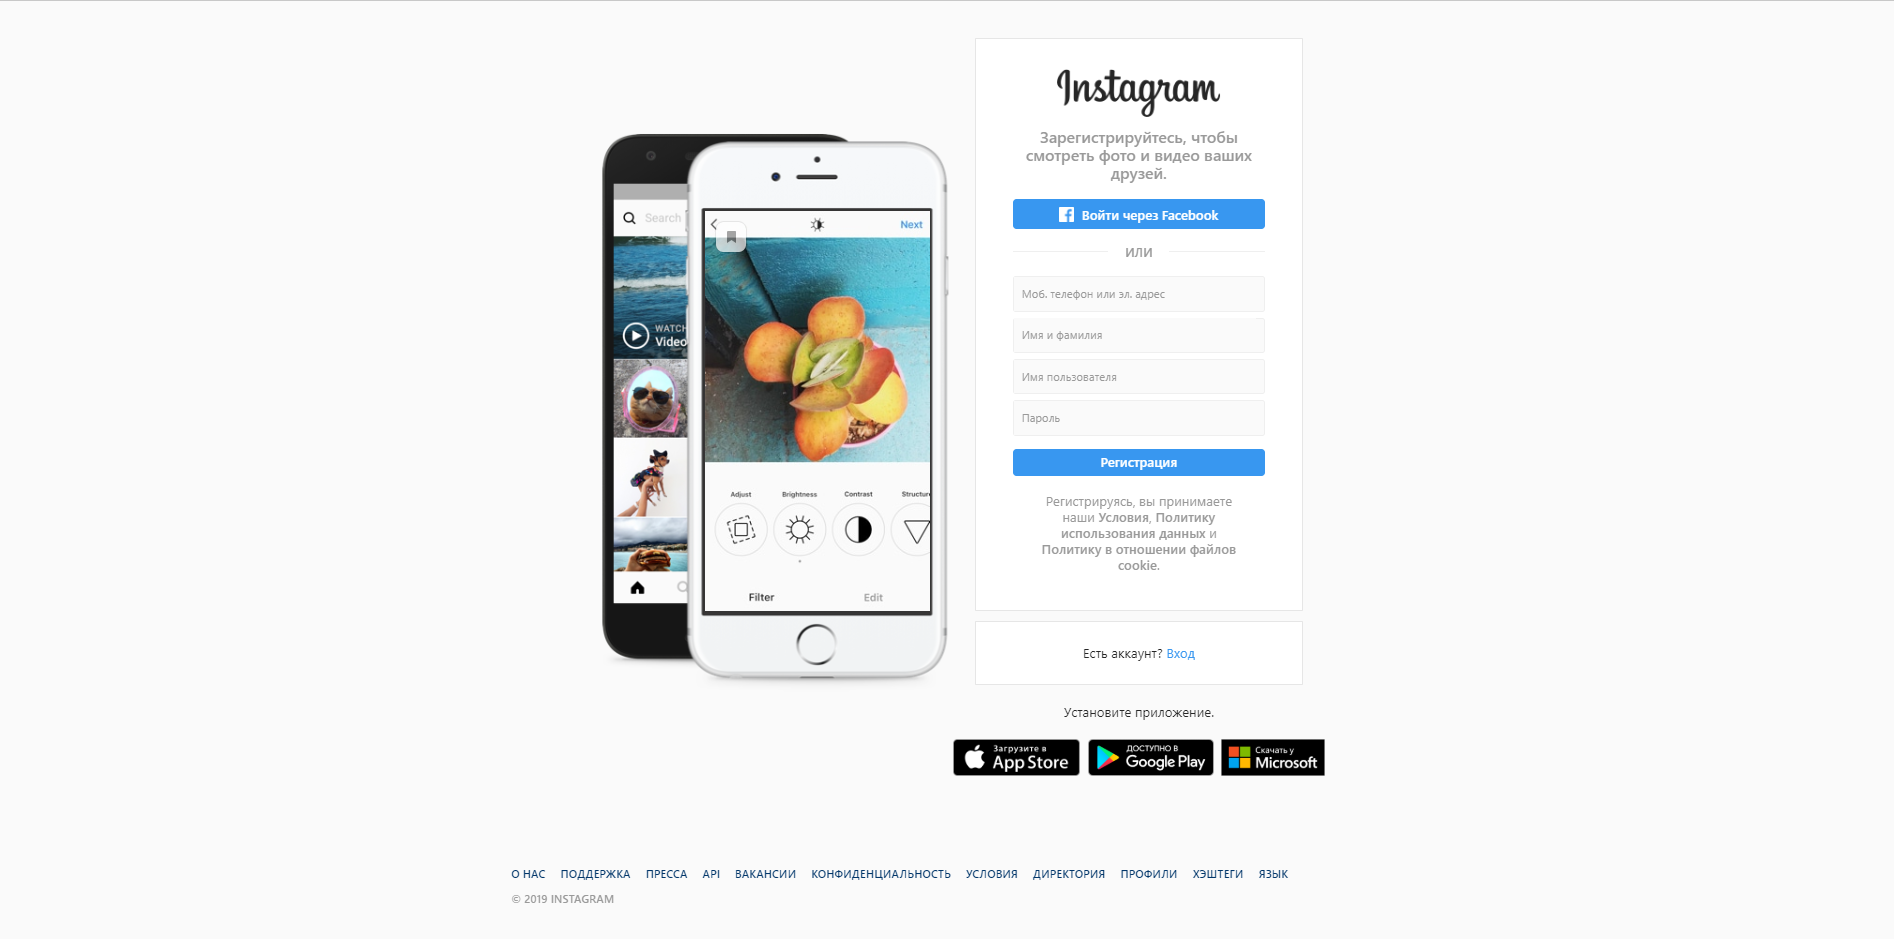 Search
WATCH
Video
Next
Adjust
Brightness
Contrast
Structure
Filter
Edit
Instagram
Зарегистрируйтесь, чтобы
смотреть фото и видео ваших
друзей.
Войти через Facebook
ИЛИ
Моб. телефон или эл. адрес
Имя и фамилия
Имя пользователя
Пароль
Регистрация
Регистрируясь, вы принимаете
наши Условия, Политику
использования данных и
Политику в отношении файлов
cookie.
Есть аккаунт? Вход
Установите приложение.
Загрузите в
App Store
ДОСТУПНО В
Google Play
Скачать у
Microsoft
О НАС ПОДДЕРЖКА ПРЕССА API ВАКАНСИИ КОНФИДЕНЦИАЛЬНОСТЬ УСЛОВИЯ ДИРЕКТОРИЯ ПРОФИЛИ ХЭШТЕГИ ЯЗЫК
© 2019 INSTAGRAM